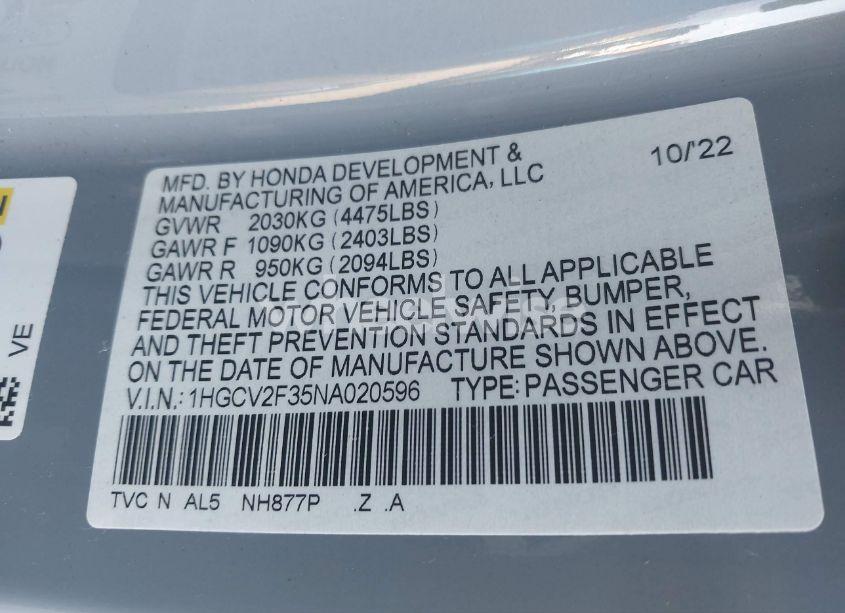 MFD. BY HONDA DEVELOPMENT &
MANUFACTURING OF AMERICA, LLC
10/'22
GVWR 2030KG (4475LBS)
GAWR F 1090KG (2403LBS)
GAWR R 950KG (2094LBS)
THIS VEHICLE CONFORMS TO ALL APPLICABLE
FEDERAL MOTOR VEHICLE SAFETY, BUMPER,
AND THEFT PREVENTION STANDARDS IN EFFECT
ON THE DATE OF MANUFACTURE SHOWN ABOVE.
V.I.N.: 1HGCV2F35NA020596 TYPE: PASSENGER CAR
TVC N AL5 NH877P .Z .A
VE